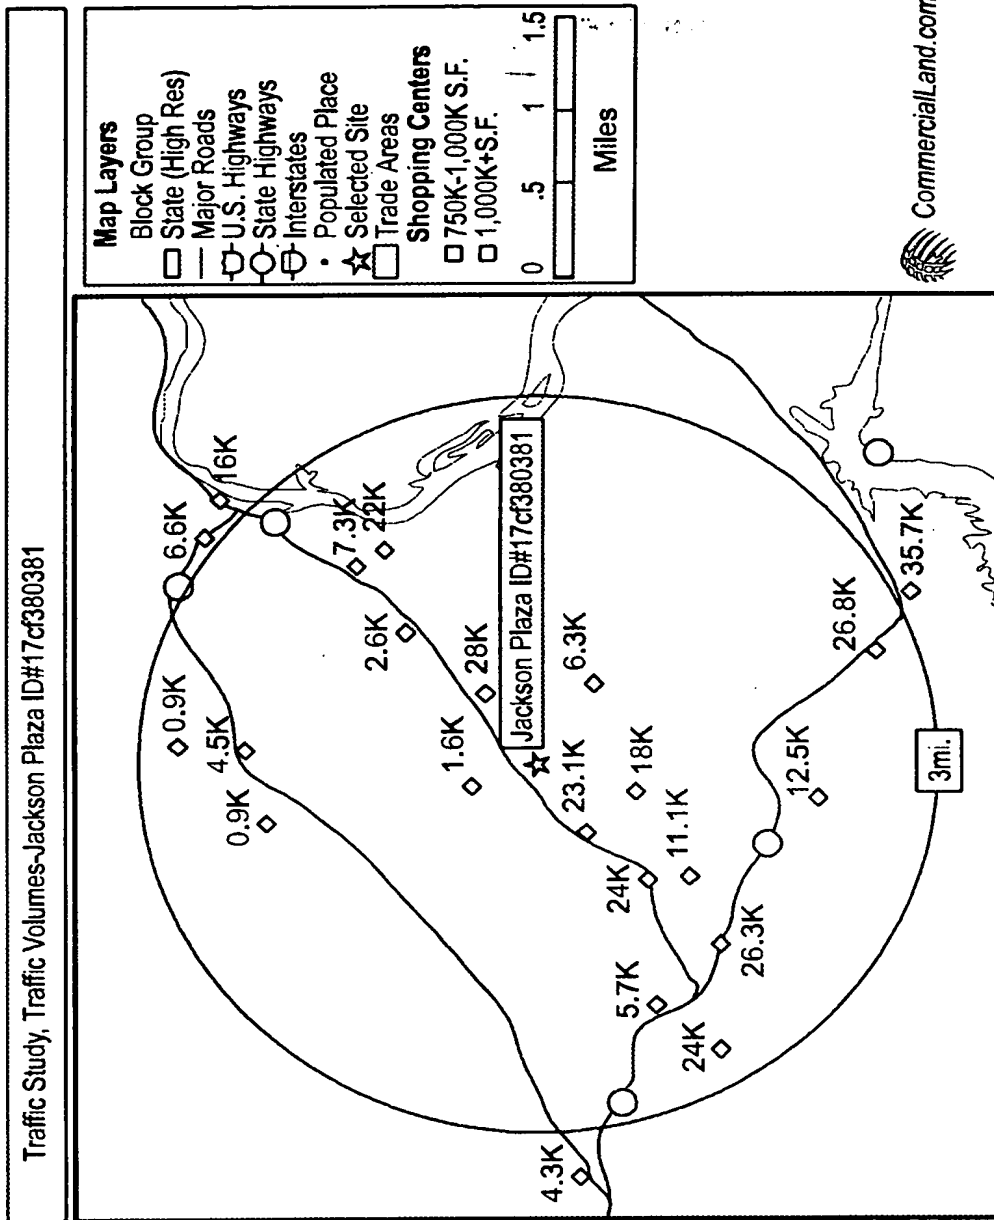 Traffic Study, Traffic Volumes-Jackson Plaza ID#17cf380381
Map Layers
Block Group
State (High Res)
Major Roads
U.S. Highways
State Highways
Interstates
Populated Place
Selected Site
Trade Areas
Shopping Centers
750K-1,000K S.F.
1,000K+S.F.
0 .5 1 1.5
Miles
CommercialLand.com
16K
6.6K
7.3K
22K
0.9K
2.6K
4.5K
28K
0.9K
1.6K
Jackson Plaza ID#17cf380381
6.3K
23.1K
18K
24K
11.1K
26.8K
35.7K
12.5K
5.7K
26.3K
24K
4.3K
3mi.